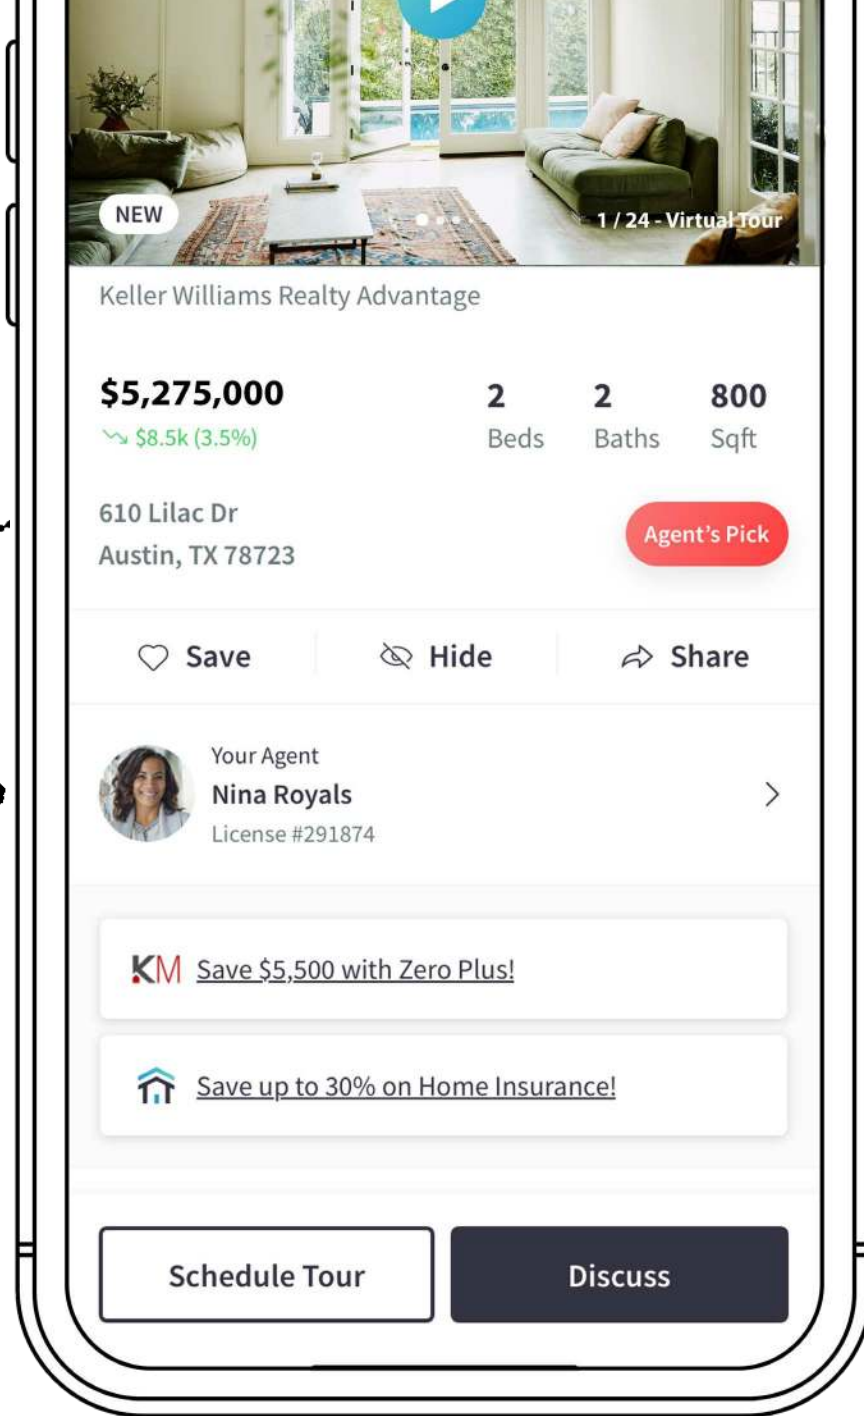 NEW
1 / 24 - Virtual Tour
Keller Williams Realty Advantage
$5,275,000
2
2
800
$8.5k (3.5%)
Beds
Baths
Sqft
610 Lilac Dr
Austin, TX 78723
Agent's Pick
Save
Hide
Share
Your Agent
Nina Royals
License #291874
KM Save $5,500 with Zero Plus!
Save up to 30% on Home Insurance!
Schedule Tour
Discuss